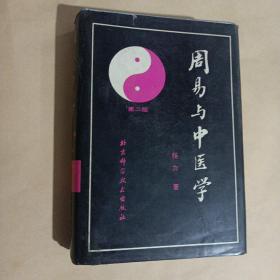 周易与中医学
第二版
杨力 著
北京科学技术出版社